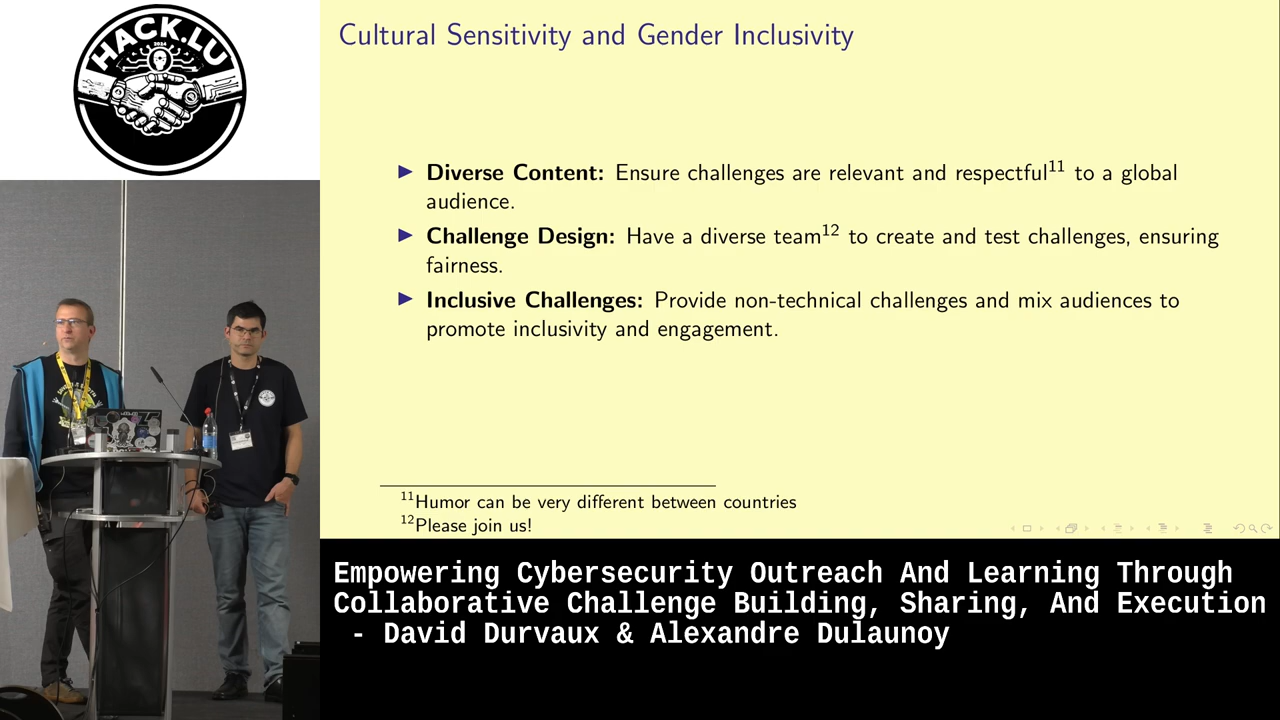 HACK.LU
2024
Cultural Sensitivity and Gender Inclusivity
▶ Diverse Content: Ensure challenges are relevant and respectful11 to a global
audience.
▶ Challenge Design: Have a diverse team12 to create and test challenges, ensuring
fairness.
▶ Inclusive Challenges: Provide non-technical challenges and mix audiences to
promote inclusivity and engagement.
11Humor can be very different between countries
12Please join us!
Empowering Cybersecurity Outreach And Learning Through
Collaborative Challenge Building, Sharing, And Execution
- David Durvaux & Alexandre Dulaunoy